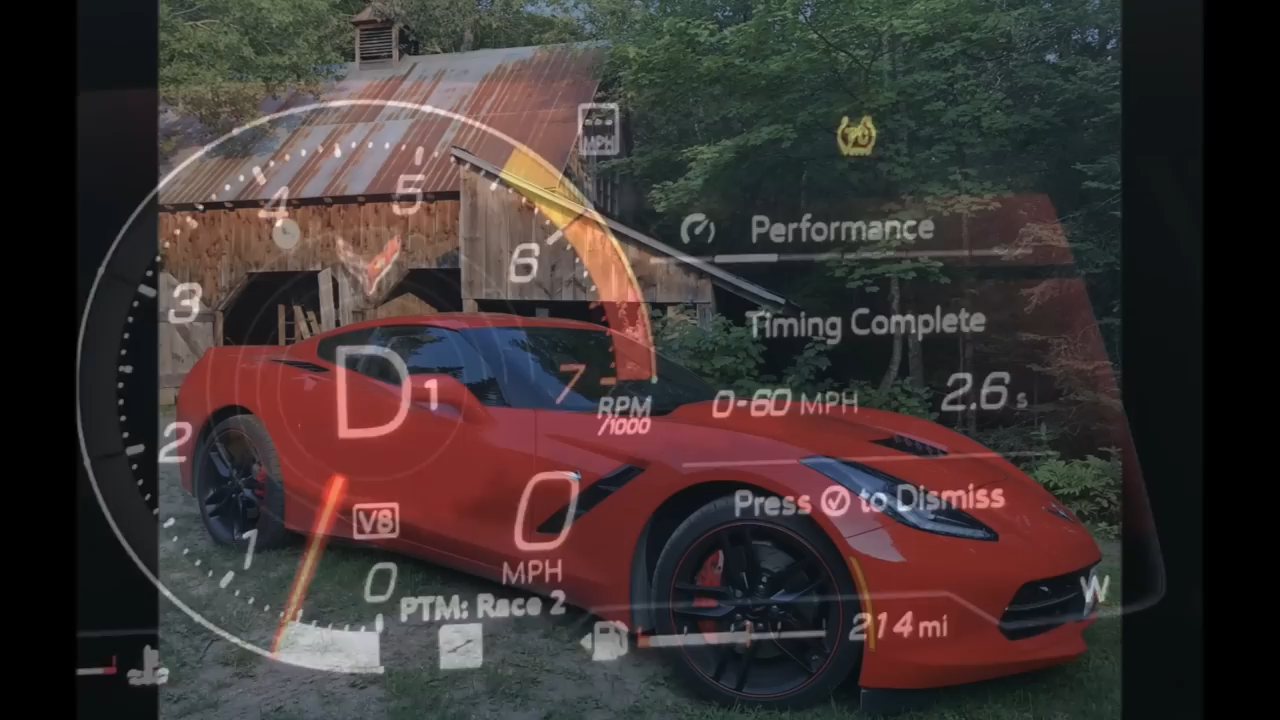 MPH
Performance
4
5
6
3
Timing Complete
D 1
7
RPM
/1000
0-60 MPH
2.6 s
2
V8
0
Press to Dismiss
1
MPH
0
PTM: Race 2
W
214 mi